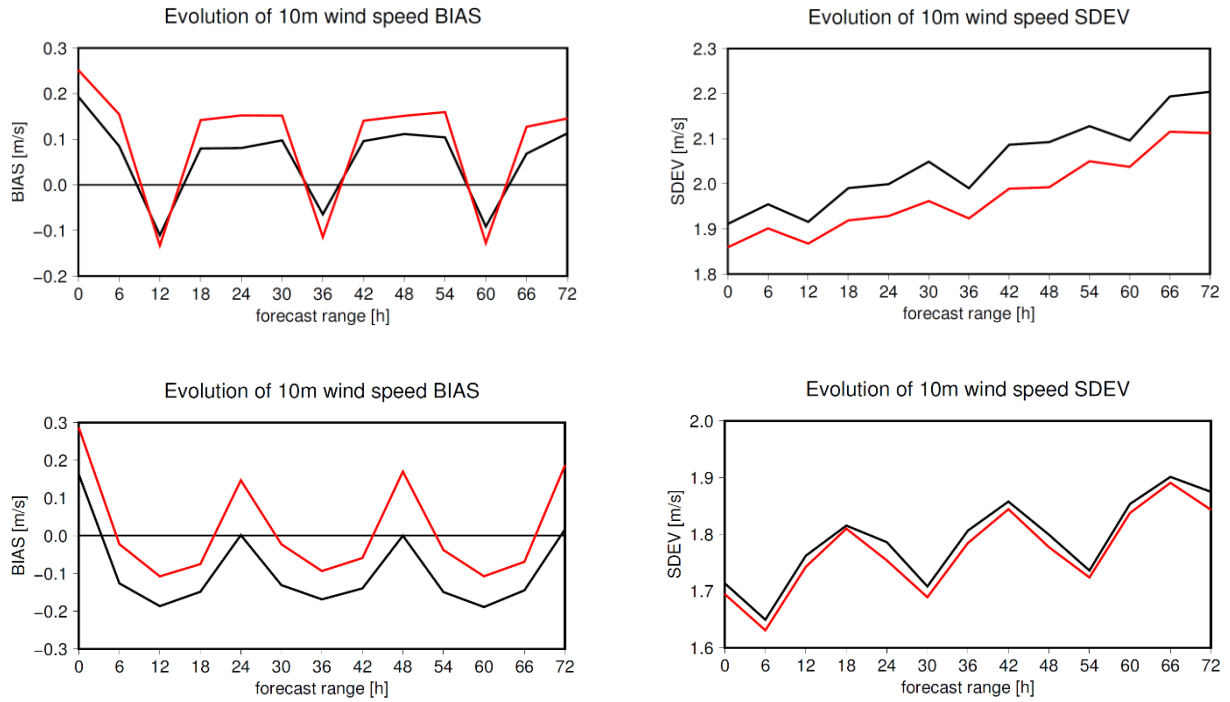 Evolution of 10m wind speed BIAS
BIAS [m/s]
0.3
0.2
0.1
0.0
−0.1
−0.2
0 6 12 18 24 30 36 42 48 54 60 66 72
forecast range [h]
Evolution of 10m wind speed SDEV
SDEV [m/s]
2.3
2.2
2.1
2.0
1.9
1.8
0 6 12 18 24 30 36 42 48 54 60 66 72
forecast range [h]
Evolution of 10m wind speed BIAS
BIAS [m/s]
0.3
0.2
0.1
0.0
−0.1
−0.2
−0.3
0 6 12 18 24 30 36 42 48 54 60 66 72
forecast range [h]
Evolution of 10m wind speed SDEV
SDEV [m/s]
2.0
1.9
1.8
1.7
1.6
0 6 12 18 24 30 36 42 48 54 60 66 72
forecast range [h]